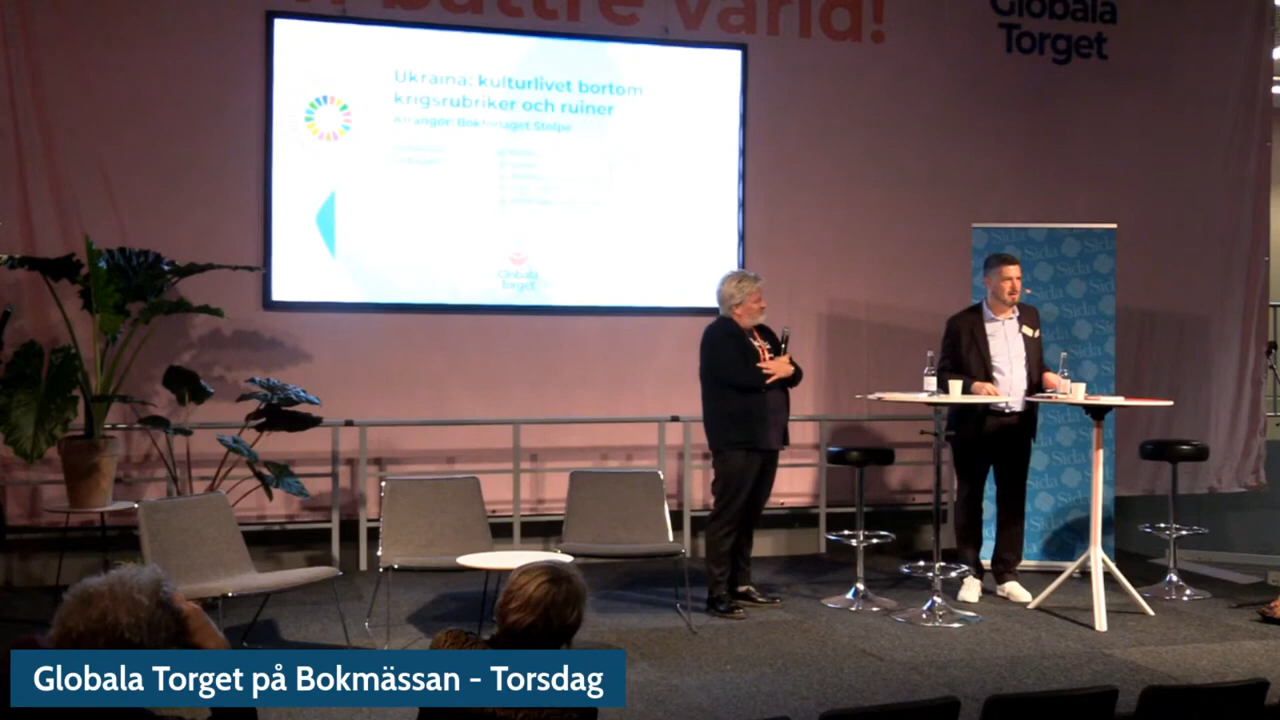 bättre värld!
Globala
Torget
Ukraina: kulturlivet bortom
krigsrubriker och ruiner
Arrangör: Bokförlaget Stolpe
Globala
Torget
Sida
Globala Torget på Bokmässan - Torsdag